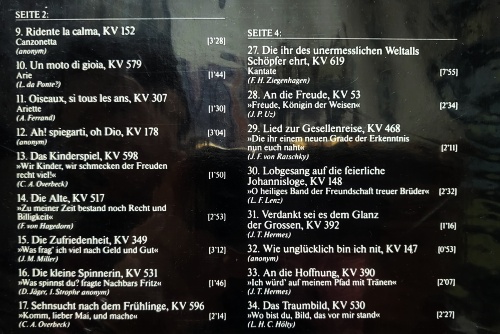 SEITE 2:
9. Ridente la calma, KV 152
Canzonetta [3'28]
(anonym)
10. Un moto di gioia, KV 579
Arie [1'44]
(L. da Ponte?)
11. Oiseaux, si tous les ans, KV 307
Ariette [1'30]
(A. Ferrand)
12. Ah! spiegarti, oh Dio, KV 178 [3'04]
(anonym)
13. Das Kinderspiel, KV 598
»Wir Kinder, wir schmecken der Freuden
recht viel!« [1'50]
(C. A. Overbeck)
14. Die Alte, KV 517
»Zu meiner Zeit bestand noch Recht und
Billigkeit« [2'53]
(F. von Hagedorn)
15. Die Zufriedenheit, KV 349
»Was frag' ich viel nach Geld und Gut« [3'12]
(J. M. Miller)
16. Die kleine Spinnerin, KV 531
»Was spinnst du? fragte Nachbars Fritz« [1'46]
(D. Jäger, 1. Strophe anonym)
17. Sehnsucht nach dem Frühlinge, KV 596
»Komm, lieber Mai, und mache« [2'14]
(C. A. Overbeck)
SEITE 4:
27. Die ihr des unermesslichen Weltalls
Schöpfer ehrt, KV 619
Kantate [7'55]
(F. H. Ziegenhagen)
28. An die Freude, KV 53
»Freude, Königin der Weisen« [2'34]
(J. P. Uz)
29. Lied zur Gesellenreise, KV 468
»Die ihr einem neuen Grade der Erkenntnis
nun euch naht« [2'11]
(J. F. von Ratschky)
30. Lobgesang auf die feierliche
Johannisloge, KV 148
»O heiliges Band der Freundschaft treuer Brüder« [2'32]
(L. F. Lenz)
31. Verdankt sei es dem Glanz
der Grossen, KV 392 [1'16]
(J. T. Hermes)
32. Wie unglücklich bin ich nit, KV 147 [0'53]
(anonym)
33. An die Hoffnung, KV 390
»Ich würd' auf meinem Pfad mit Tränen« [2'07]
(J. T. Hermes)
34. Das Traumbild, KV 530
»Wo bist du, Bild, das vor mir stand« [2'27]
(L. H. C. Hölty)